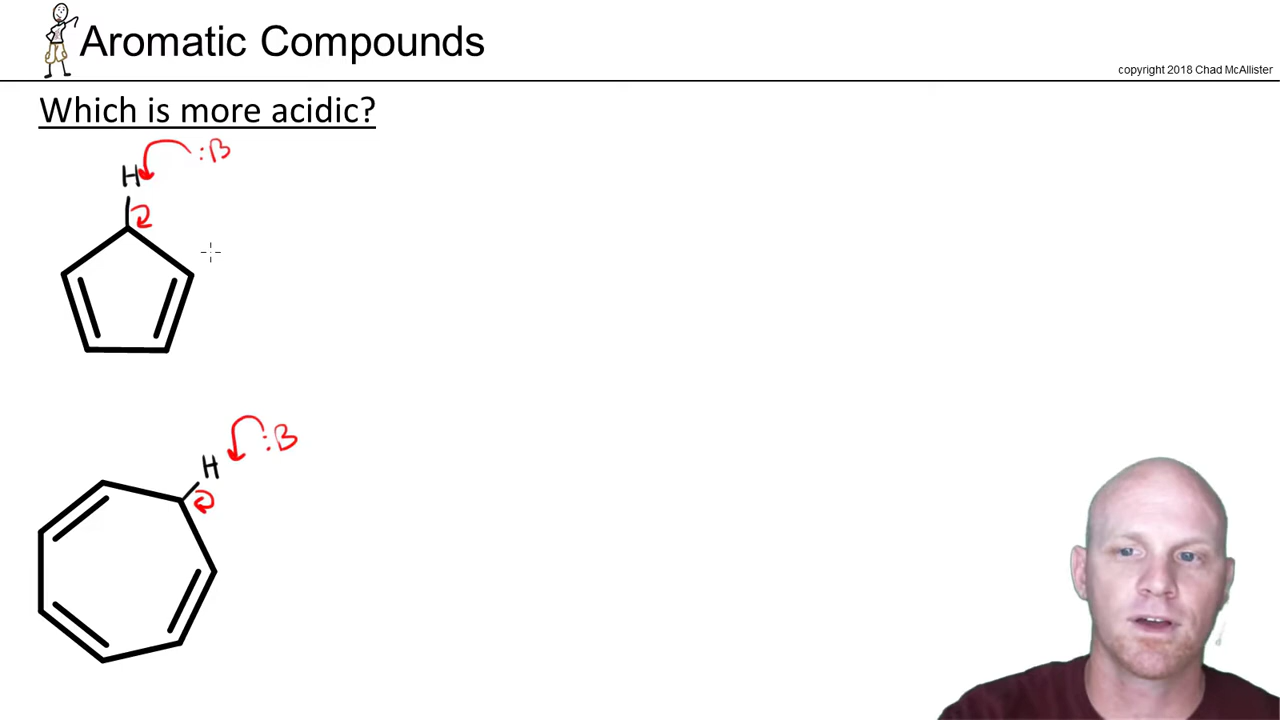 Aromatic Compounds
copyright 2018 Chad McAllister
Which is more acidic?
:B
H
:B
H